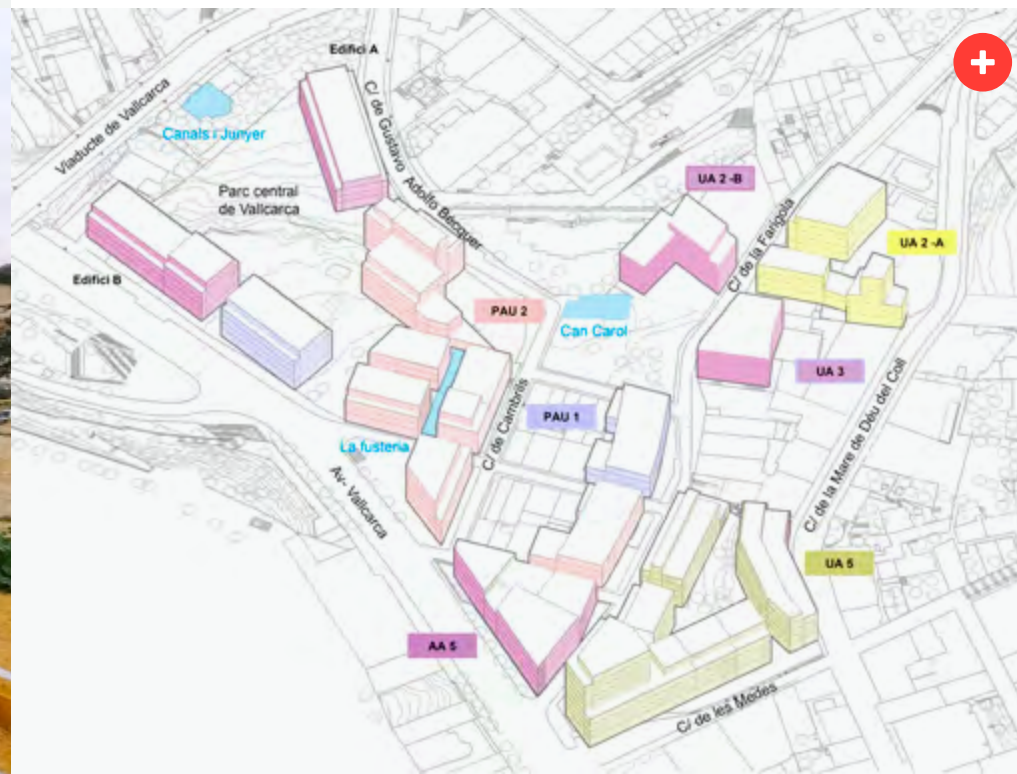 Edifici A
Viaducte de Vallcarca
Canals i Junyer
C/ de Gustavo Adolfo Becquer
Parc central
de Vallcarca
UA 2 -B
C/ de la Farigola
UA 2 -A
Edifici B
PAU 2
Can Carol
UA 3
PAU 1
La fusteria
C/ de Cambrils
Av- Vallcarca
C/ de la Mare de Déu del Coll
UA 5
AA 5
C/ de les Medes